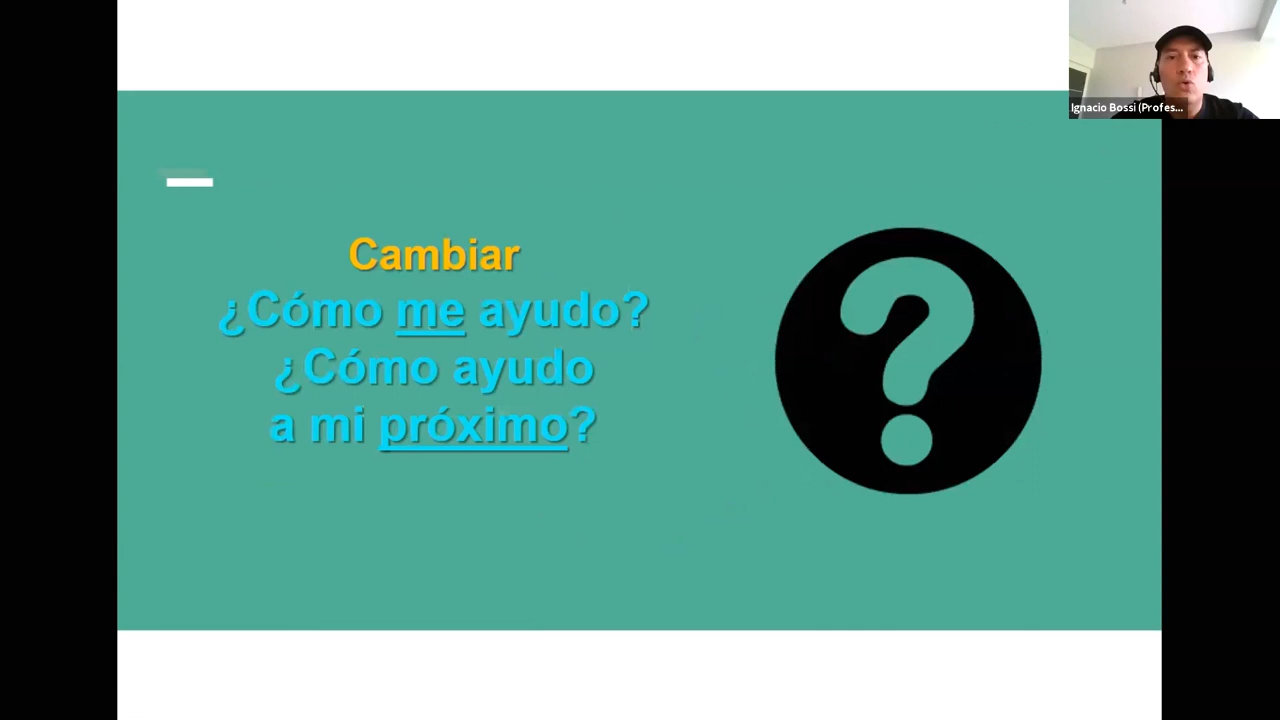 Cambiar
¿Cómo me ayudo?
¿Cómo ayudo
a mi próximo?
Ignacio Bossi (Profes...